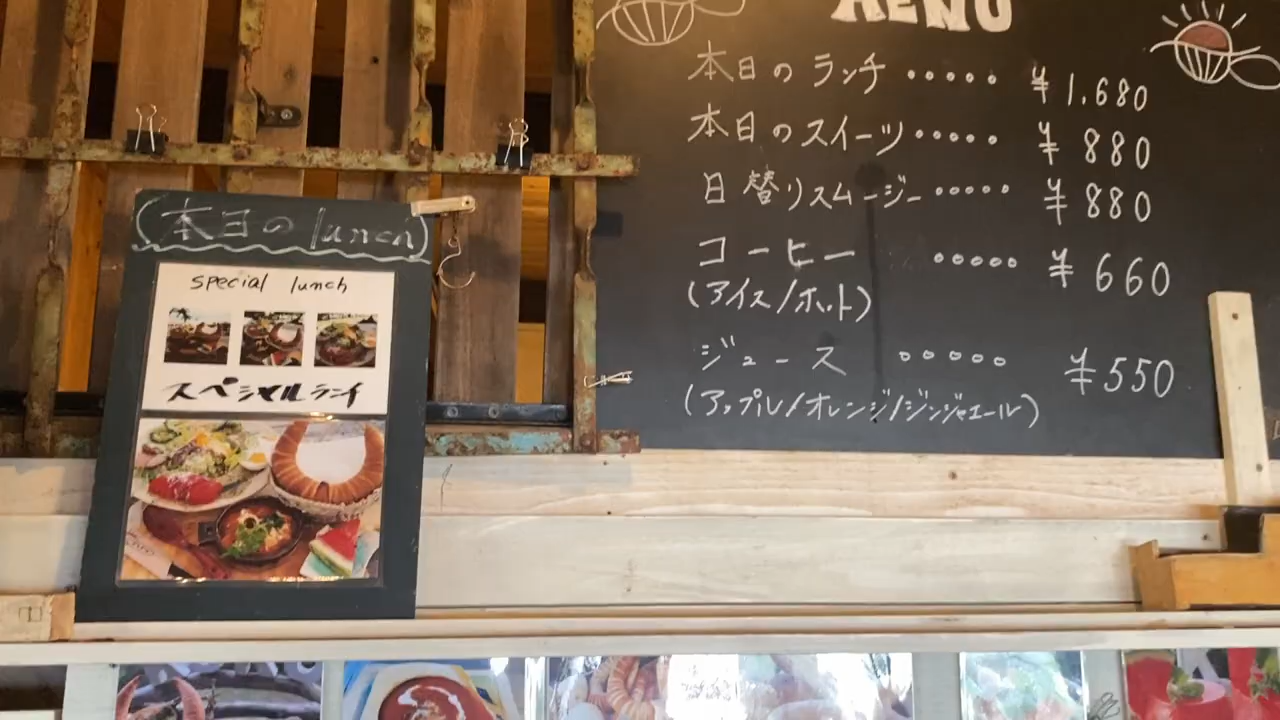 MENU
本日のランチ ・・・・・ ¥1,680
本日のスイーツ ・・・・・ ¥880
日替りスムージー ・・・・・ ¥880
コーヒー ・・・・・ ¥660
(アイス/ホット)
ジュース ・・・・・ ¥550
(アップル/オレンジ/ジンジャエール)
(本日のlunch)
special lunch
スペシャルランチ